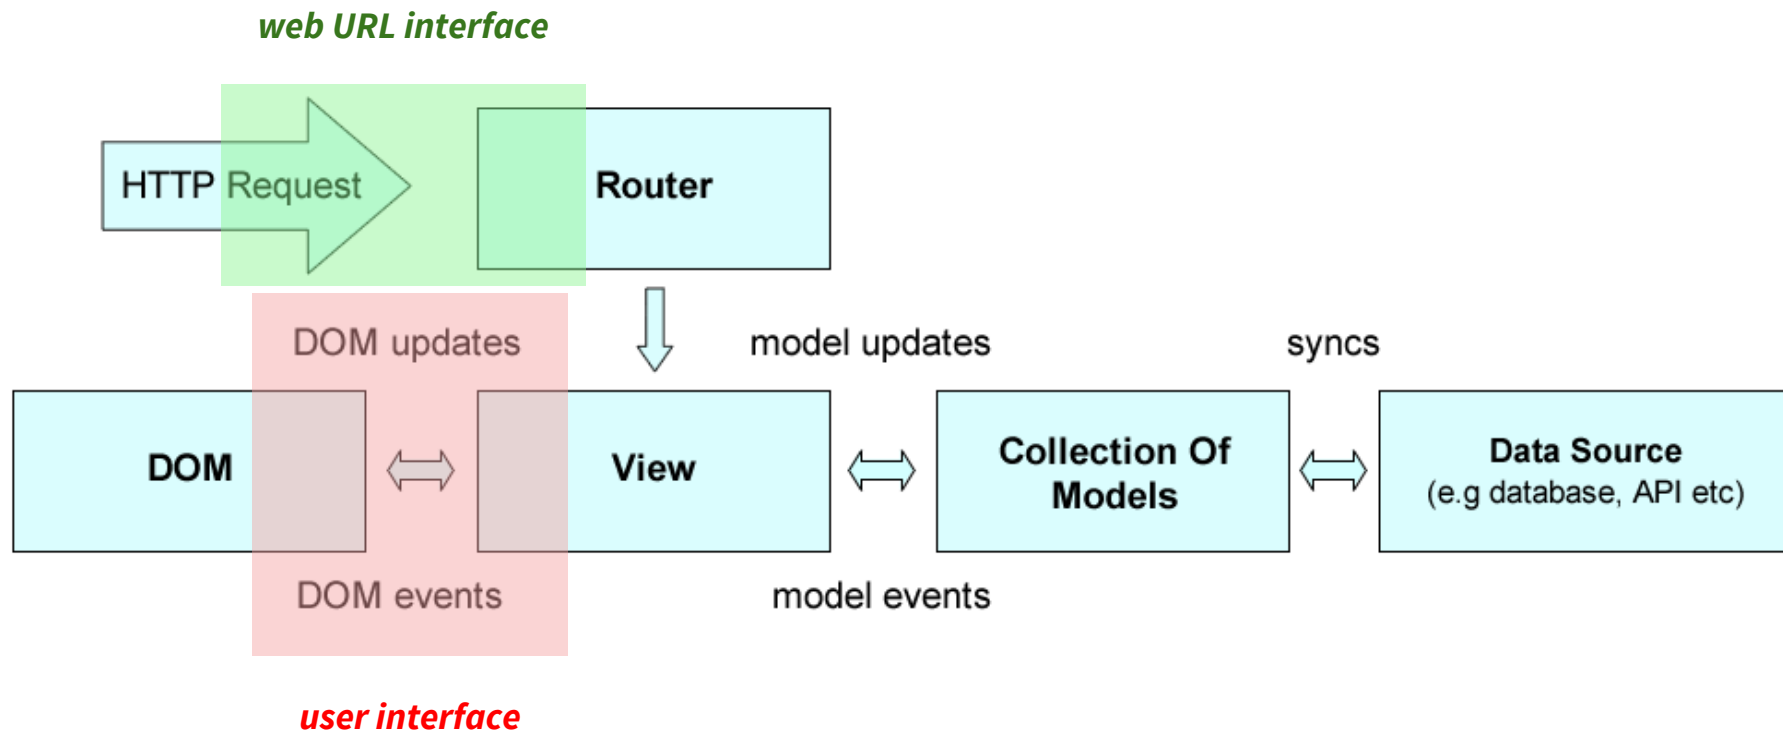 web URL interface
HTTP Request
Router
DOM updates
model updates
syncs
DOM
View
Collection Of
Models
Data Source
(e.g database, API etc)
DOM events
model events
user interface